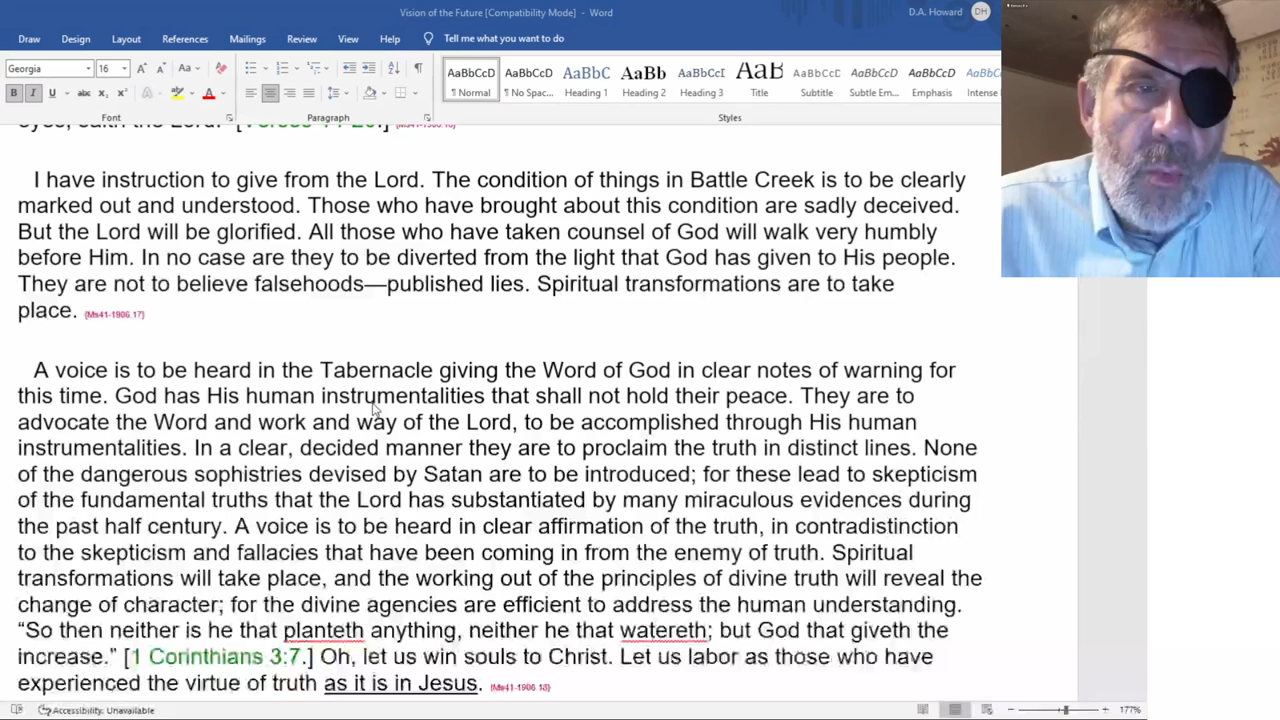 Vision of the Future [Compatibility Mode] - Word
D.A. Howard DH
Draw Design Layout References Mailings Review View Help Tell me what you want to do
Georgia 16 Aa
AaBbCcD AaBbCcD AaBbC AaBb AaBbCcI AaB AaBbCcD AaBbCcD AaBbCcD AaBbC
B I U abc X₂ X² A A
¶ Normal ¶ No Spac... Heading 1 Heading 2 Heading 3 Title Subtitle Subtle Em... Emphasis Intense
Font Paragraph Styles
I have instruction to give from the Lord. The condition of things in Battle Creek is to be clearly
marked out and understood. Those who have brought about this condition are sadly deceived.
But the Lord will be glorified. All those who have taken counsel of God will walk very humbly
before Him. In no case are they to be diverted from the light that God has given to His people.
They are not to believe falsehoods—published lies. Spiritual transformations are to take
place. {Ms41-1906.17}
A voice is to be heard in the Tabernacle giving the Word of God in clear notes of warning for
this time. God has His human instrumentalities that shall not hold their peace. They are to
advocate the Word and work and way of the Lord, to be accomplished through His human
instrumentalities. In a clear, decided manner they are to proclaim the truth in distinct lines. None
of the dangerous sophistries devised by Satan are to be introduced; for these lead to skepticism
of the fundamental truths that the Lord has substantiated by many miraculous evidences during
the past half century. A voice is to be heard in clear affirmation of the truth, in contradistinction
to the skepticism and fallacies that have been coming in from the enemy of truth. Spiritual
transformations will take place, and the working out of the principles of divine truth will reveal the
change of character; for the divine agencies are efficient to address the human understanding.
“So then neither is he that planteth anything, neither he that watereth; but God that giveth the
increase.” [1 Corinthians 3:7.] Oh, let us win souls to Christ. Let us labor as those who have
experienced the virtue of truth as it is in Jesus. {Ms41-1906.18}
Accessibility: Unavailable 177%